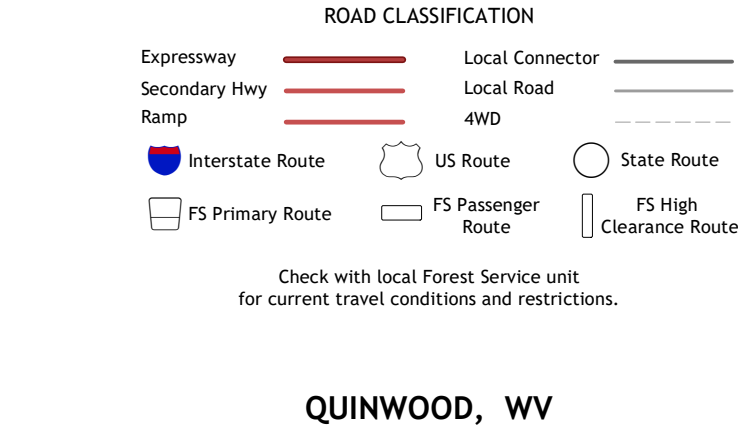 ROAD CLASSIFICATION
Expressway
Local Connector
Secondary Hwy
Local Road
Ramp
4WD
Interstate Route
US Route
State Route
FS Primary Route
FS Passenger
Route
FS High
Clearance Route
Check with local Forest Service unit
for current travel conditions and restrictions.
QUINWOOD, WV